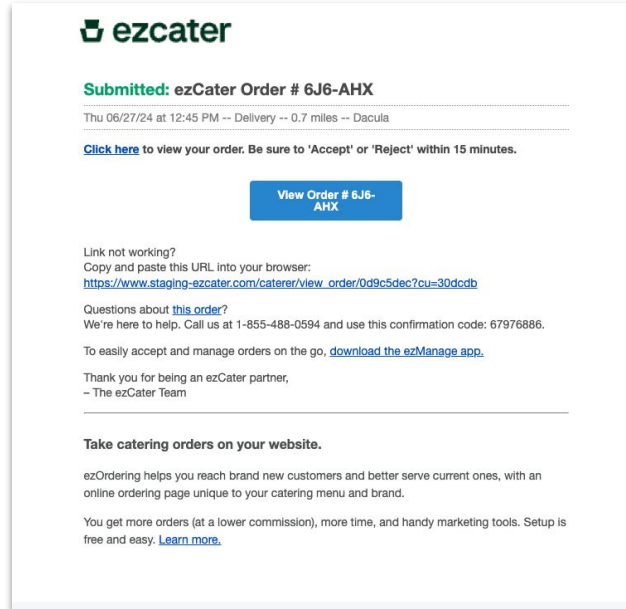 ezcater
Submitted: ezCater Order # 6J6-AHX
Thu 06/27/24 at 12:45 PM -- Delivery -- 0.7 miles -- Dacula
Click here to view your order. Be sure to 'Accept' or 'Reject' within 15 minutes.
View Order # 6J6-
AHX
Link not working?
Copy and paste this URL into your browser:
https://www.staging-ezcater.com/caterer/view_order/0d9c5dec?cu=30dcdb
Questions about this order?
We're here to help. Call us at 1-855-488-0594 and use this confirmation code: 67976886.
To easily accept and manage orders on the go, download the ezManage app.
Thank you for being an ezCater partner,
– The ezCater Team
Take catering orders on your website.
ezOrdering helps you reach brand new customers and better serve current ones, with an
online ordering page unique to your catering menu and brand.
You get more orders (at a lower commission), more time, and handy marketing tools. Setup is
free and easy. Learn more.